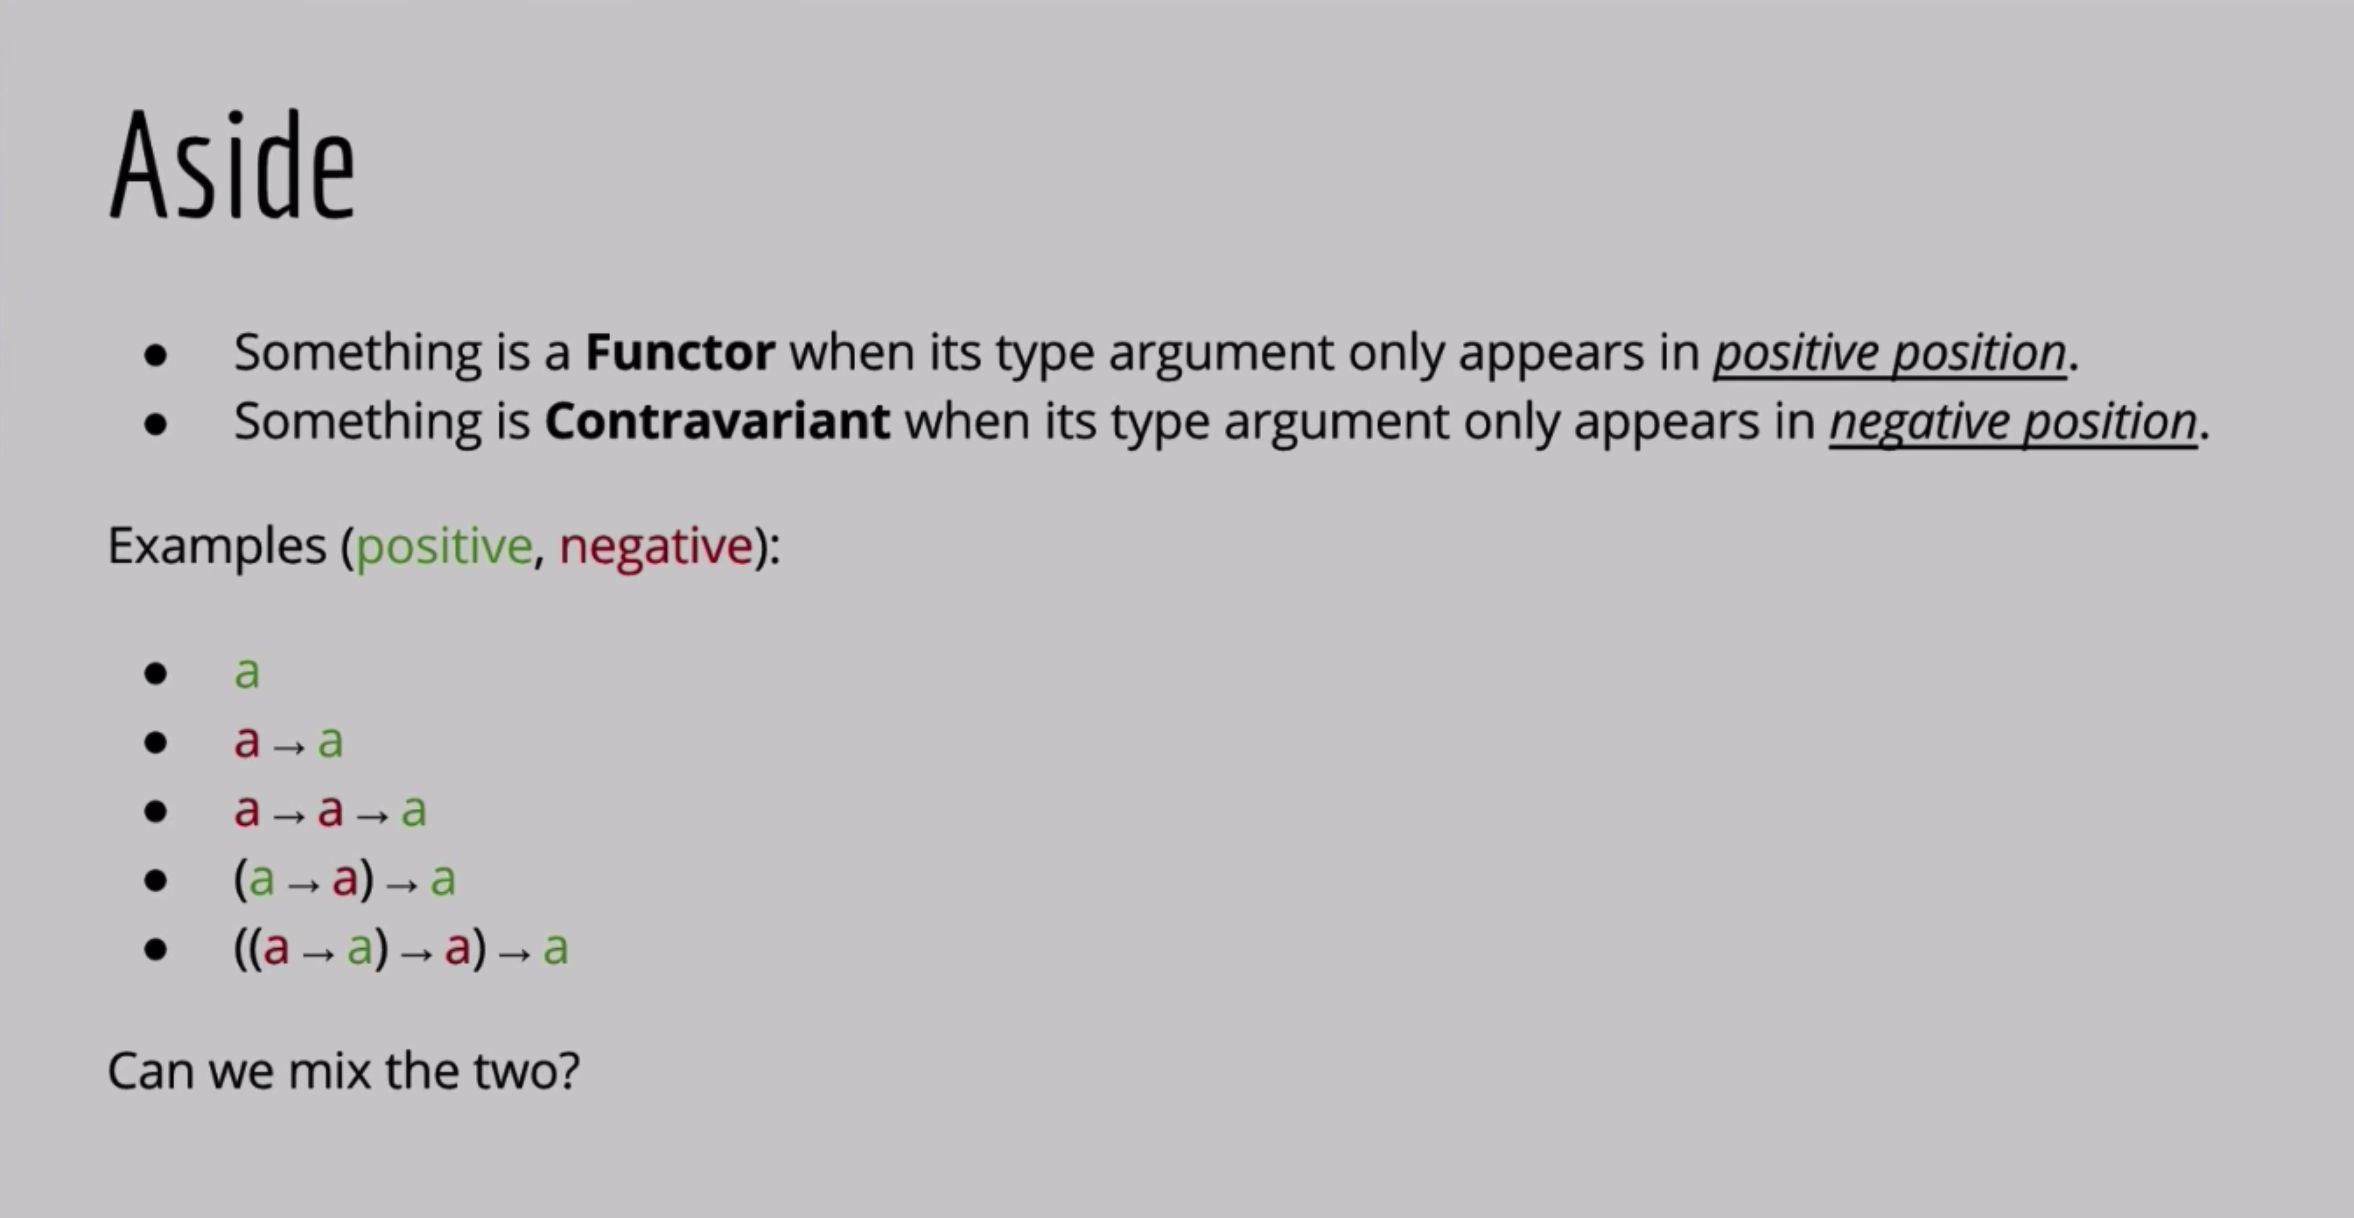 Aside
● Something is a Functor when its type argument only appears in positive position.
● Something is Contravariant when its type argument only appears in negative position.
Examples (positive, negative):
● a
● a → a
● a → a → a
● (a → a) → a
● ((a → a) → a) → a
Can we mix the two?